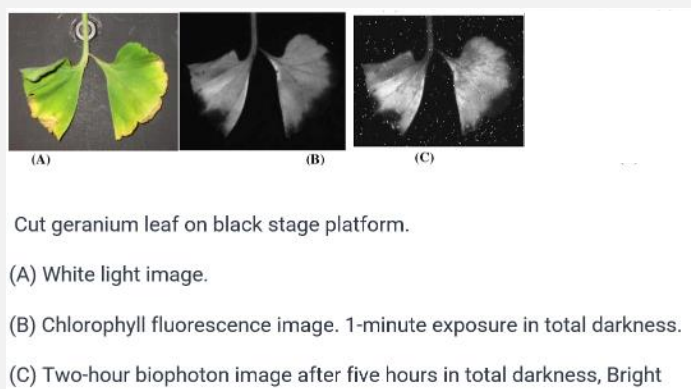 (A) (B) (C)
Cut geranium leaf on black stage platform.
(A) White light image.
(B) Chlorophyll fluorescence image. 1-minute exposure in total darkness.
(C) Two-hour biophoton image after five hours in total darkness, Bright